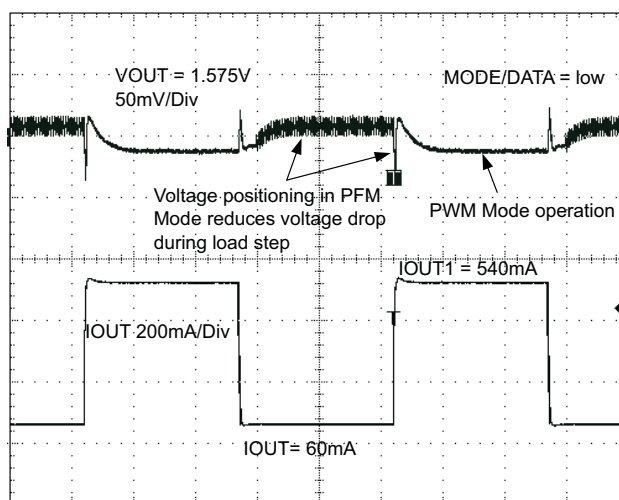 VOUT = 1.575V
50mV/Div
MODE/DATA = low
Voltage positioning in PFM
Mode reduces voltage drop
during load step
PWM Mode operation
IOUT1 = 540mA
IOUT 200mA/Div
IOUT= 60mA